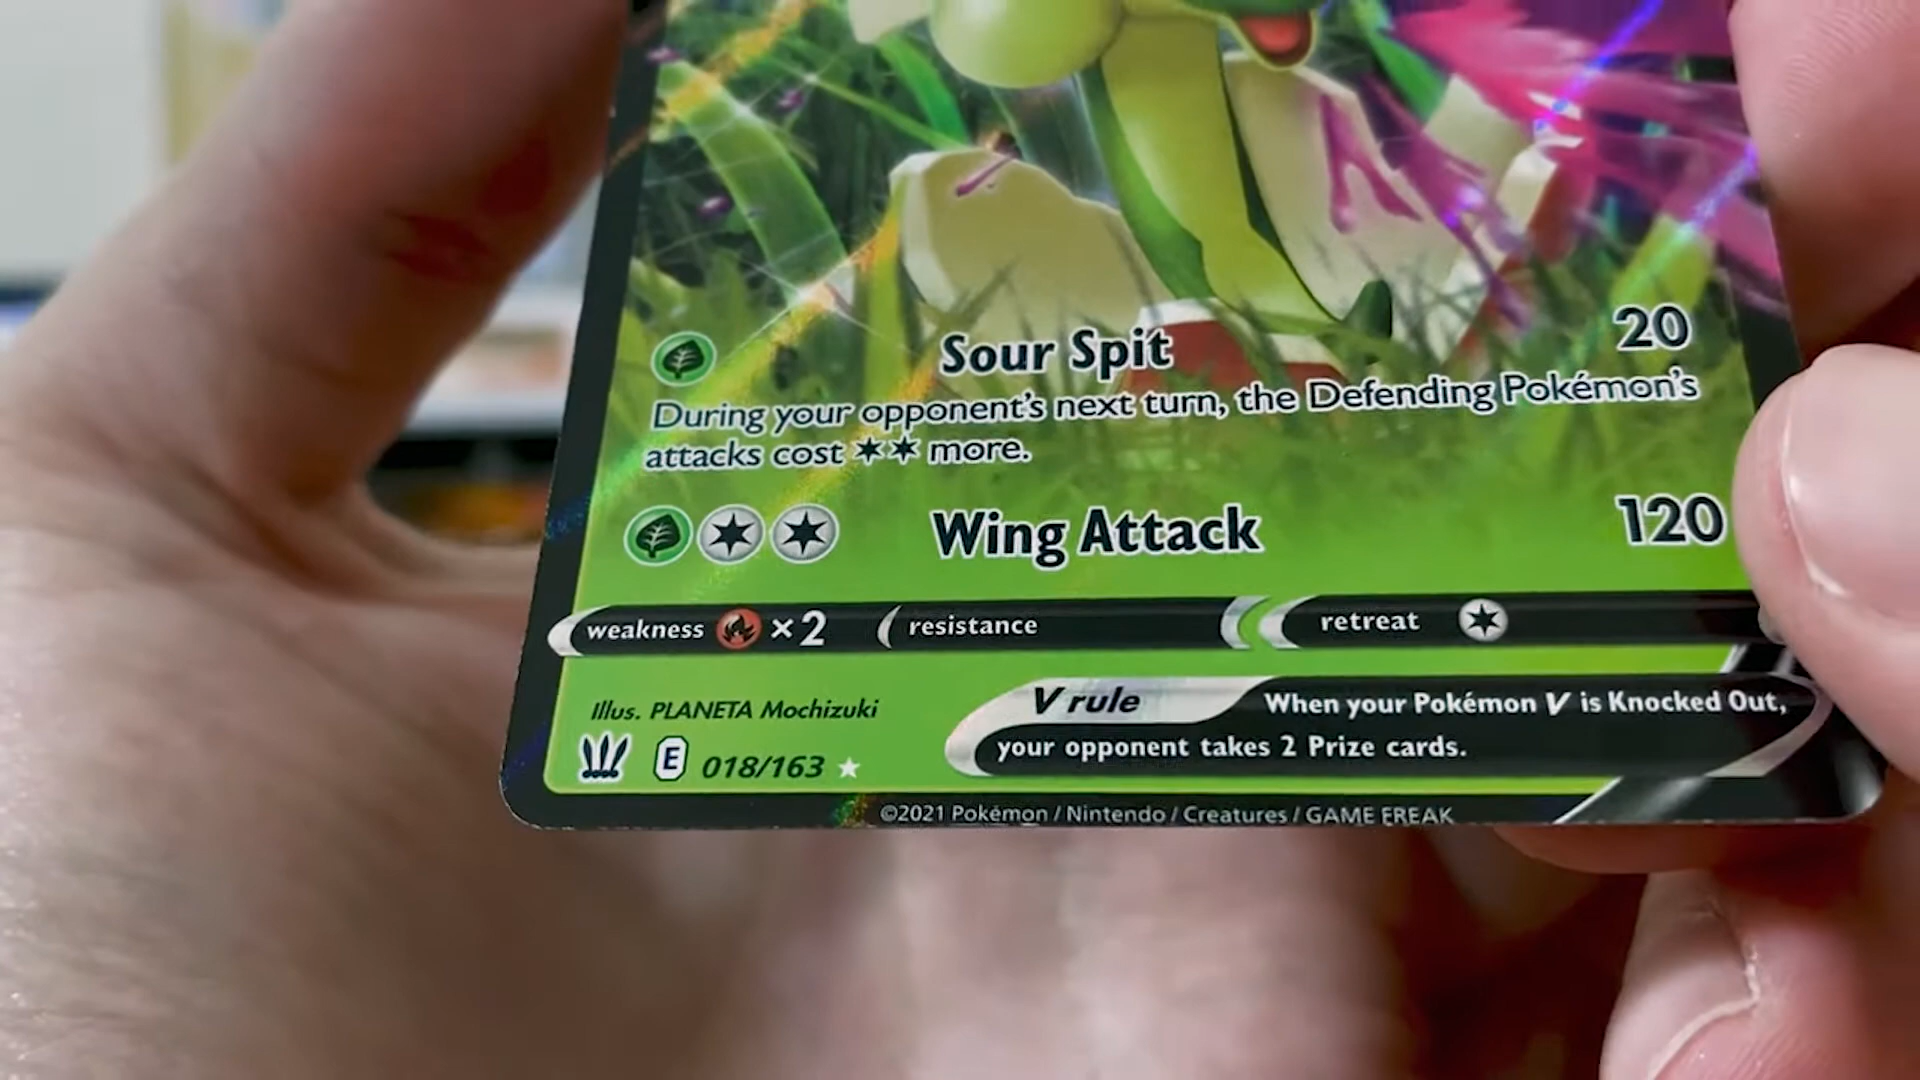 Sour Spit 20
During your opponent's next turn, the Defending Pokémon's
attacks cost ✶✶ more.
Wing Attack 120
weakness ×2 resistance retreat
Illus. PLANETA Mochizuki
V rule When your Pokémon V is Knocked Out,
your opponent takes 2 Prize cards.
E 018/163 ★
©2021 Pokémon / Nintendo / Creatures / GAME FREAK